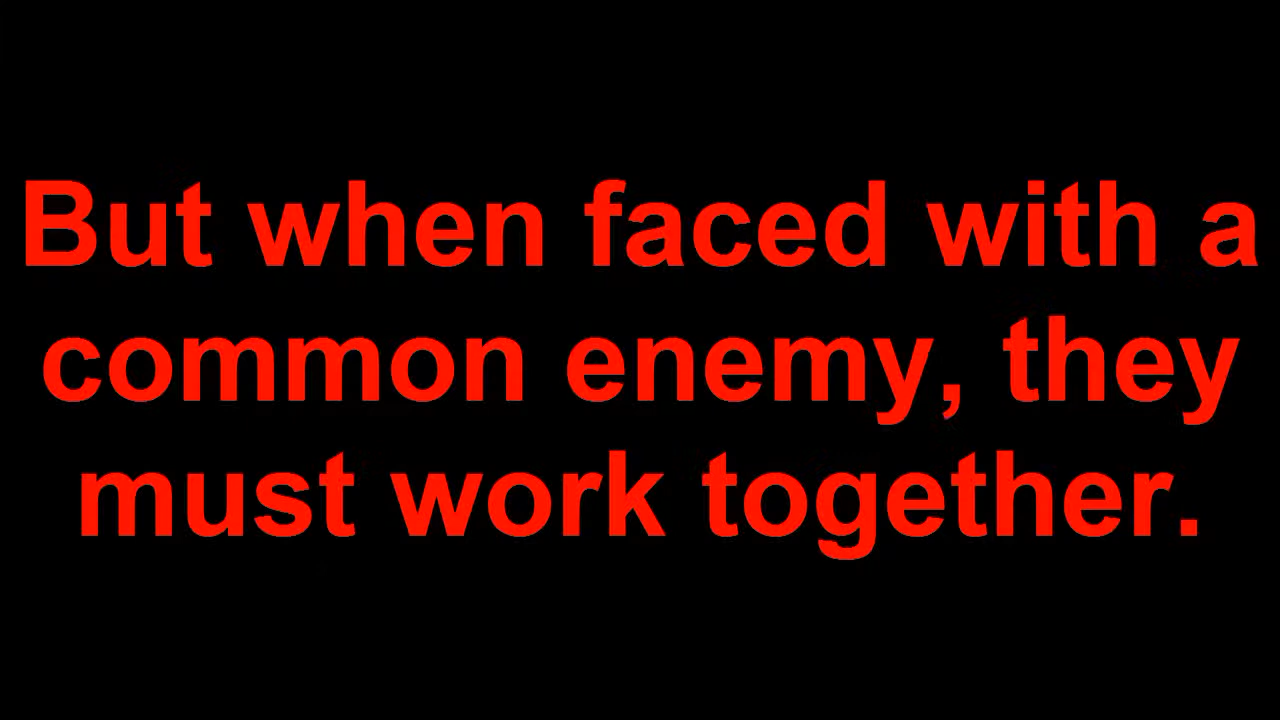 But when faced with a
common enemy, they
must work together.